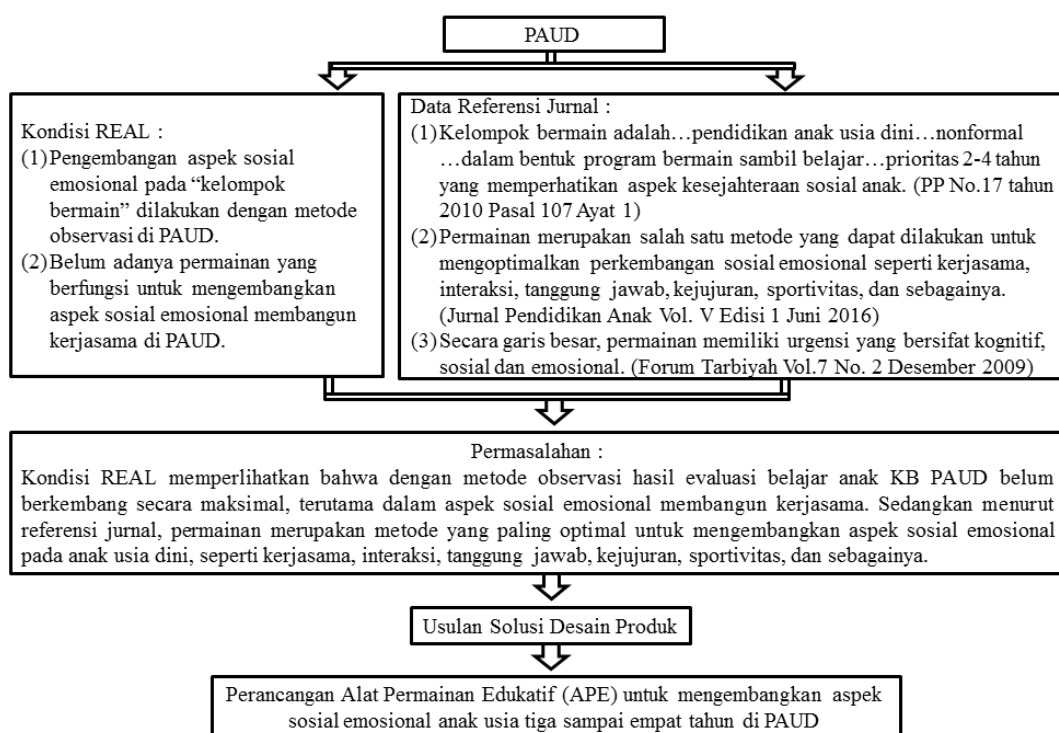 PAUD
Kondisi REAL :
(1)Pengembangan aspek sosial
emosional pada “kelompok
bermain” dilakukan dengan metode
observasi di PAUD.
(2)Belum adanya permainan yang
berfungsi untuk mengembangkan
aspek sosial emosional membangun
kerjasama di PAUD.
Data Referensi Jurnal :
(1)Kelompok bermain adalah…pendidikan anak usia dini…nonformal
…dalam bentuk program bermain sambil belajar…prioritas 2-4 tahun
yang memperhatikan aspek kesejahteraan sosial anak. (PP No.17 tahun
2010 Pasal 107 Ayat 1)
(2)Permainan merupakan salah satu metode yang dapat dilakukan untuk
mengoptimalkan perkembangan sosial emosional seperti kerjasama,
interaksi, tanggung jawab, kejujuran, sportivitas, dan sebagainya.
(Jurnal Pendidikan Anak Vol. V Edisi 1 Juni 2016)
(3)Secara garis besar, permainan memiliki urgensi yang bersifat kognitif,
sosial dan emosional. (Forum Tarbiyah Vol.7 No. 2 Desember 2009)
Permasalahan :
Kondisi REAL memperlihatkan bahwa dengan metode observasi hasil evaluasi belajar anak KB PAUD belum
berkembang secara maksimal, terutama dalam aspek sosial emosional membangun kerjasama. Sedangkan menurut
referensi jurnal, permainan merupakan metode yang paling optimal untuk mengembangkan aspek sosial emosional
pada anak usia dini, seperti kerjasama, interaksi, tanggung jawab, kejujuran, sportivitas, dan sebagainya.
Usulan Solusi Desain Produk
Perancangan Alat Permainan Edukatif (APE) untuk mengembangkan aspek
sosial emosional anak usia tiga sampai empat tahun di PAUD